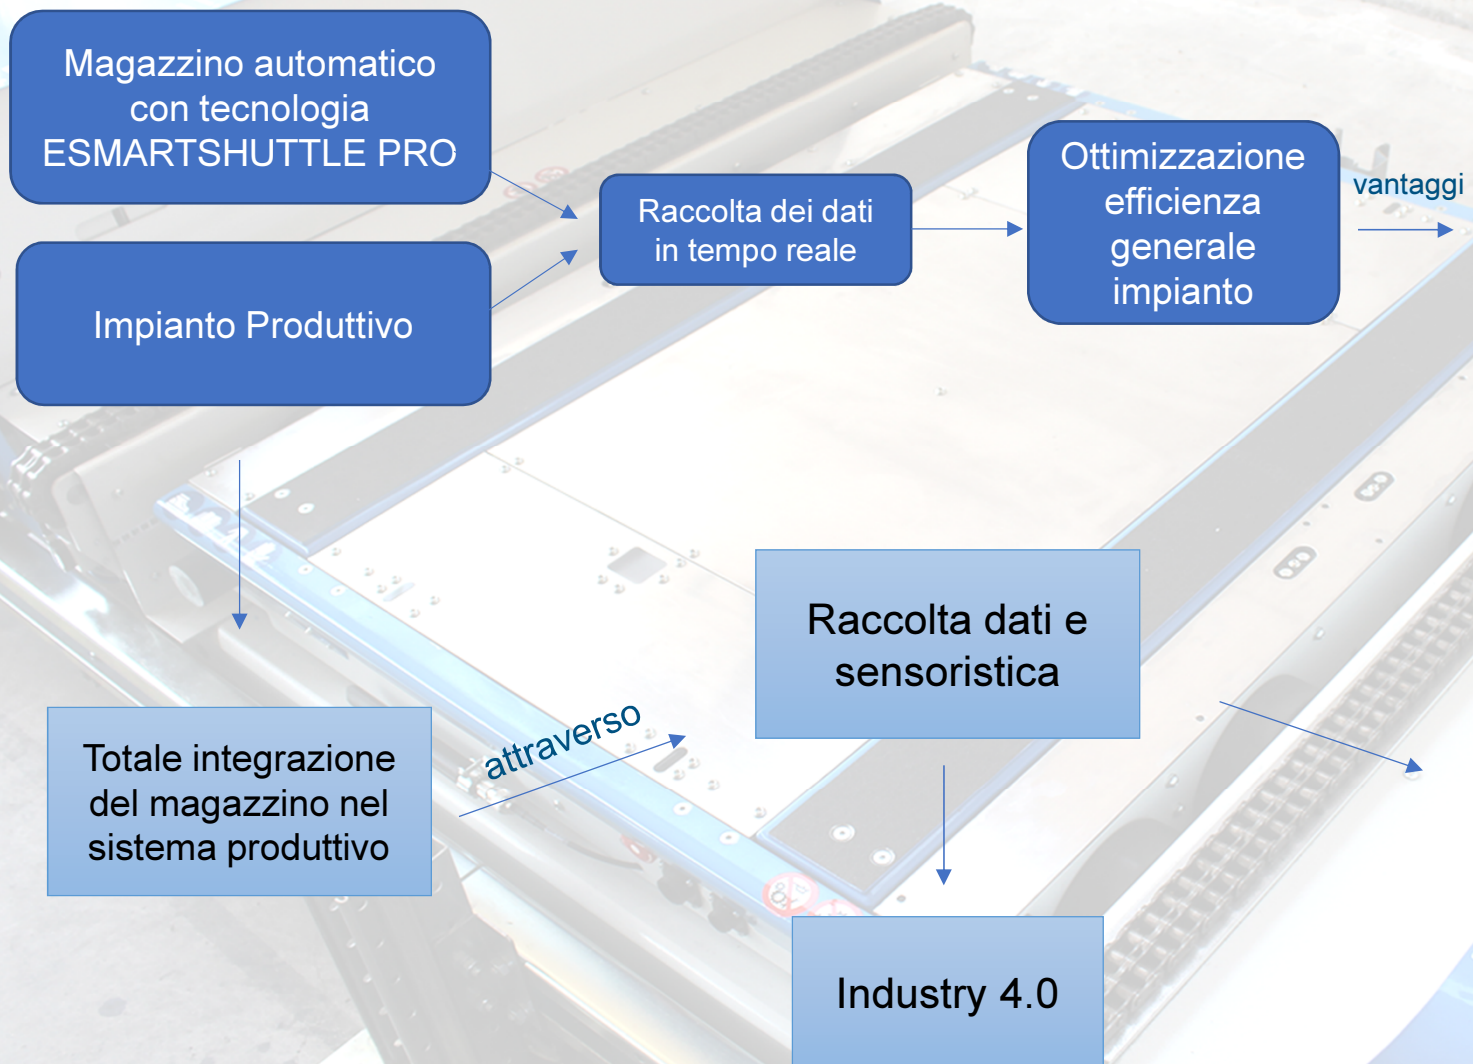 Magazzino automatico
con tecnologia
ESMARTSHUTTLE PRO
Impianto Produttivo
Raccolta dei dati
in tempo reale
Ottimizzazione
efficienza
generale
impianto
vantaggi
Totale integrazione
del magazzino nel
sistema produttivo
attraverso
Raccolta dati e
sensoristica
Industry 4.0